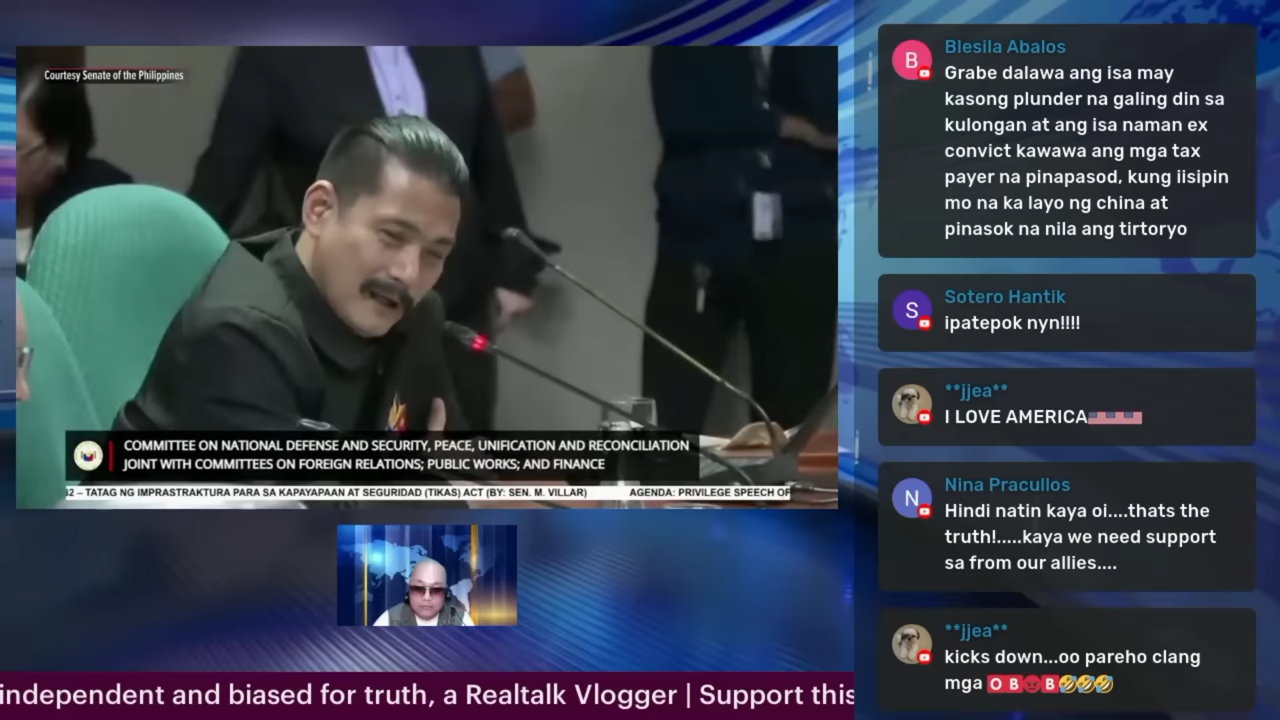 Courtesy Senate of the Philippines
COMMITTEE ON NATIONAL DEFENSE AND SECURITY, PEACE, UNIFICATION AND RECONCILIATION
JOINT WITH COMMITTEES ON FOREIGN RELATIONS; PUBLIC WORKS; AND FINANCE
32 – TATAG NG IMPRASTRAKTURA PARA SA KAPAYAPAAN AT SEGURIDAD (TIKAS) ACT (BY: SEN. M. VILLAR) AGENDA: PRIVILEGE SPEECH OF
independent and biased for truth, a Realtalk Vlogger | Support this
B
Blesila Abalos
Grabe dalawa ang isa may
kasong plunder na galing din sa
kulongan at ang isa naman ex
convict kawawa ang mga tax
payer na pinapasod, kung iisipin
mo na ka layo ng china at
pinasok na nila ang tirtoryo
S
Sotero Hantik
ipatepok nyn!!!!
**jjea**
I LOVE AMERICA🇺🇸🇺🇸🇺🇸
N
Nina Pracullos
Hindi natin kaya oi....thats the
truth!.....kaya we need support
sa from our allies....
**jjea**
kicks down...oo pareho clang
mga 🅾️🅱️😡🅱️🤣🤣🤣